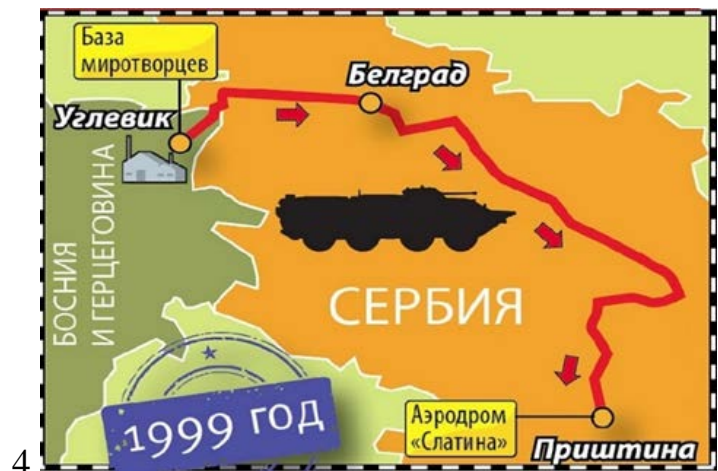 База
миротворцев
Белград
Углевик
БОСНИЯ
И ГЕРЦЕГОВИНА
СЕРБИЯ
1999 ГОД
Аэродром
«Слатина»
Приштина
4